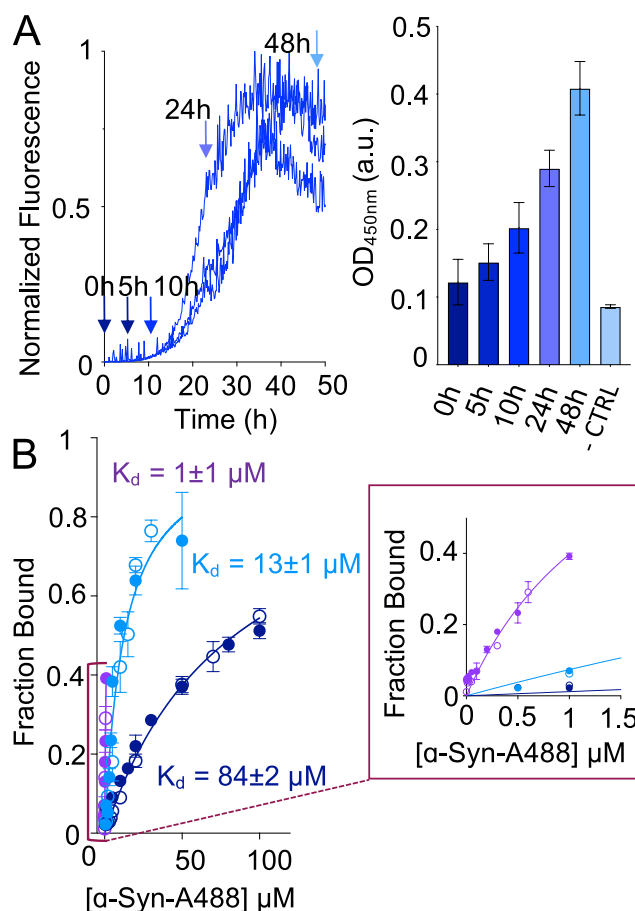 A
Normalized Fluorescence
1
0.5
0
0h
5h
10h
24h
48h
0 10 20 30 40 50
Time (h)
OD450nm (a.u.)
0.5
0.4
0.3
0.2
0.1
0
0h
5h
10h
24h
48h
- CTRL
B
Fraction Bound
1
0.8
0.6
0.4
0.2
0
Kd = 1±1 µM
Kd = 13±1 µM
Kd = 84±2 µM
0 50 100
[α-Syn-A488] µM
Fraction Bound
0.4
0.2
0
0 0.5 1 1.5
[α-Syn-A488] µM